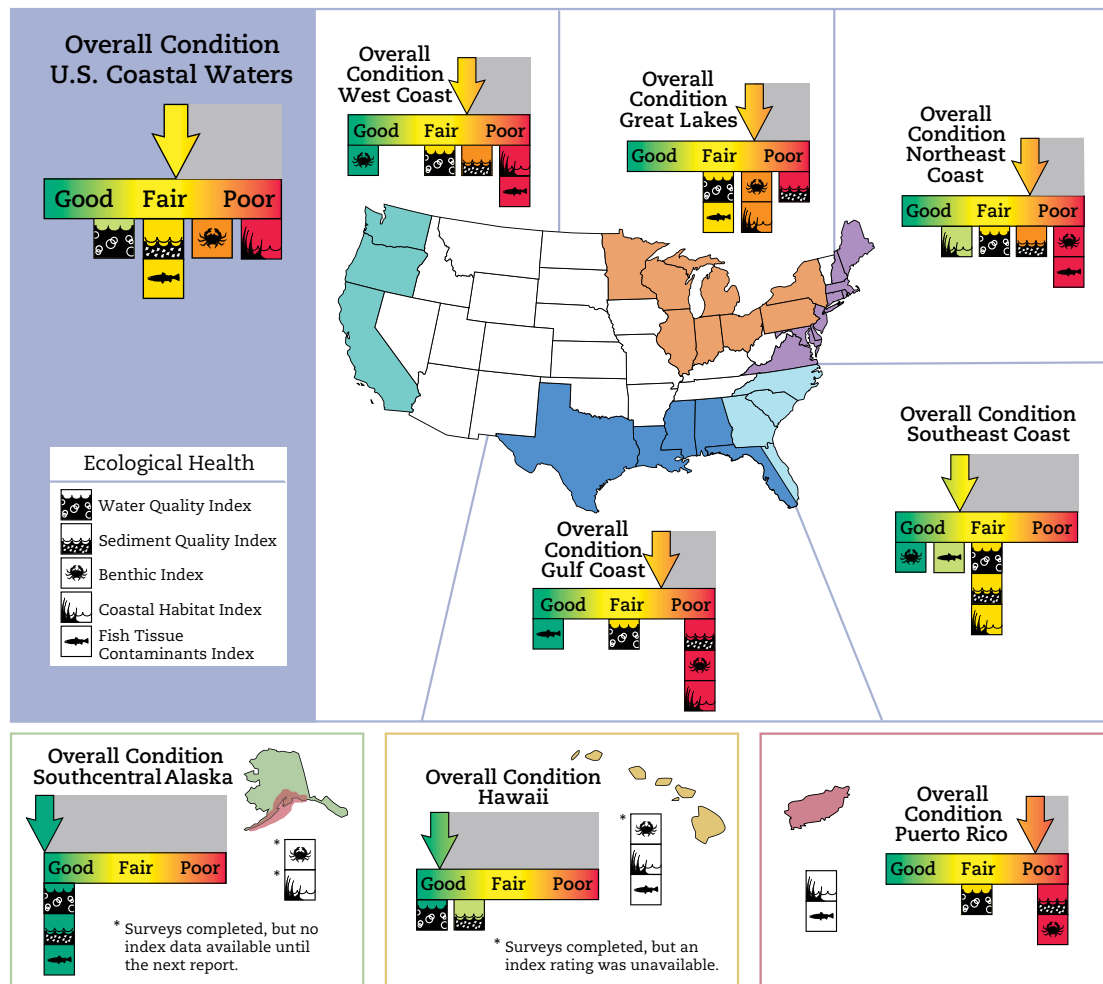 Overall Condition
U.S. Coastal Waters
Good Fair Poor
Ecological Health
Water Quality Index
Sediment Quality Index
Benthic Index
Coastal Habitat Index
Fish Tissue
Contaminants Index
Overall
Condition
West Coast
Good Fair Poor
Overall
Condition
Great Lakes
Good Fair Poor
Overall
Condition
Northeast
Coast
Good Fair Poor
Overall Condition
Southeast Coast
Good Fair Poor
Overall
Condition
Gulf Coast
Good Fair Poor
Overall Condition
Southcentral Alaska
Good Fair Poor
*
*
* Surveys completed, but no
index data available until
the next report.
Overall Condition
Hawaii
Good Fair Poor
*
* Surveys completed, but an
index rating was unavailable.
Overall
Condition
Puerto Rico
Good Fair Poor